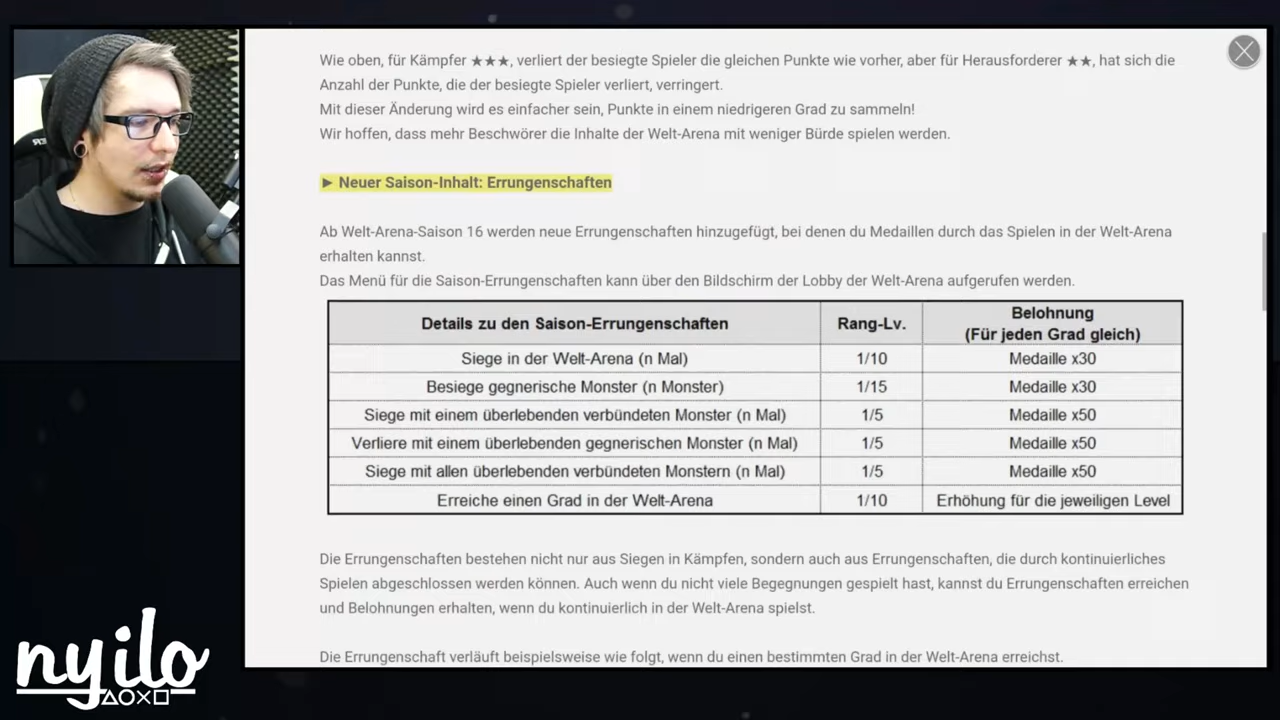 Wie oben, für Kämpfer ★★★, verliert der besiegte Spieler die gleichen Punkte wie vorher, aber für Herausforderer ★★, hat sich die
Anzahl der Punkte, die der besiegte Spieler verliert, verringert.
Mit dieser Änderung wird es einfacher sein, Punkte in einem niedrigeren Grad zu sammeln!
Wir hoffen, dass mehr Beschwörer die Inhalte der Welt-Arena mit weniger Bürde spielen werden.
► Neuer Saison-Inhalt: Errungenschaften
Ab Welt-Arena-Saison 16 werden neue Errungenschaften hinzugefügt, bei denen du Medaillen durch das Spielen in der Welt-Arena
erhalten kannst.
Das Menü für die Saison-Errungenschaften kann über den Bildschirm der Lobby der Welt-Arena aufgerufen werden.
Details zu den Saison-Errungenschaften Rang-Lv. Belohnung
(Für jeden Grad gleich)
Siege in der Welt-Arena (n Mal) 1/10 Medaille x30
Besiege gegnerische Monster (n Monster) 1/15 Medaille x30
Siege mit einem überlebenden verbündeten Monster (n Mal) 1/5 Medaille x50
Verliere mit einem überlebenden gegnerischen Monster (n Mal) 1/5 Medaille x50
Siege mit allen überlebenden verbündeten Monstern (n Mal) 1/5 Medaille x50
Erreiche einen Grad in der Welt-Arena 1/10 Erhöhung für die jeweiligen Level
Die Errungenschaften bestehen nicht nur aus Siegen in Kämpfen, sondern auch aus Errungenschaften, die durch kontinuierliches
Spielen abgeschlossen werden können. Auch wenn du nicht viele Begegnungen gespielt hast, kannst du Errungenschaften erreichen
und Belohnungen erhalten, wenn du kontinuierlich in der Welt-Arena spielst.
Die Errungenschaft verläuft beispielsweise wie folgt, wenn du einen bestimmten Grad in der Welt-Arena erreichst.
nyilo